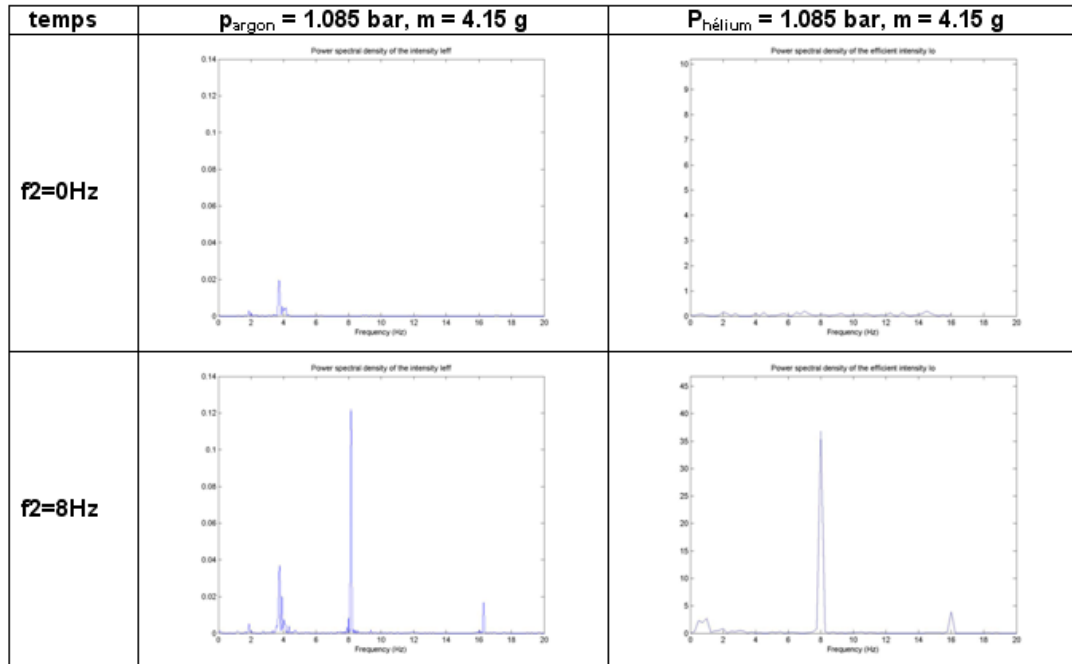 temps
pargon = 1.085 bar, m = 4.15 g
Phélium = 1.085 bar, m = 4.15 g
f2=0Hz
Power spectral density of the intensity Ieff
0.14
0.12
0.1
0.08
0.06
0.04
0.02
0
0 2 4 6 8 10 12 14 16 18 20
Frequency (Hz)
Power spectral density of the efficient intensity Io
10
9
8
7
6
5
4
3
2
1
0
0 2 4 6 8 10 12 14 16 18 20
Frequency (Hz)
f2=8Hz
Power spectral density of the intensity Ieff
0.14
0.12
0.1
0.08
0.06
0.04
0.02
0
0 2 4 6 8 10 12 14 16 18 20
Frequency (Hz)
Power spectral density of the efficient intensity Io
45
40
35
30
25
20
15
10
5
0
0 2 4 6 8 10 12 14 16 18 20
Frequency (Hz)